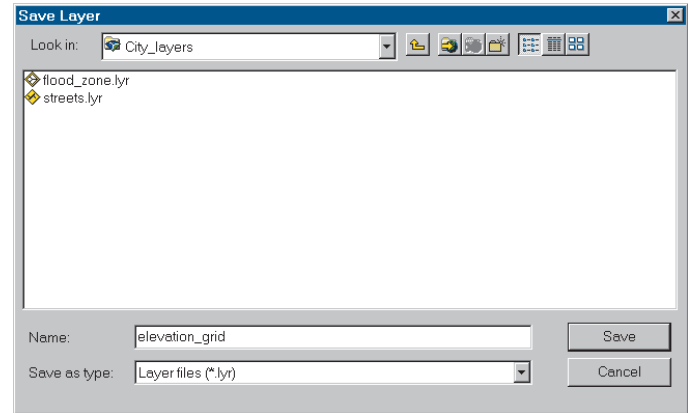 Save Layer
Look in: City_layers
flood_zone.lyr
streets.lyr
Name: elevation_grid Save
Save as type: Layer files (*.lyr) Cancel